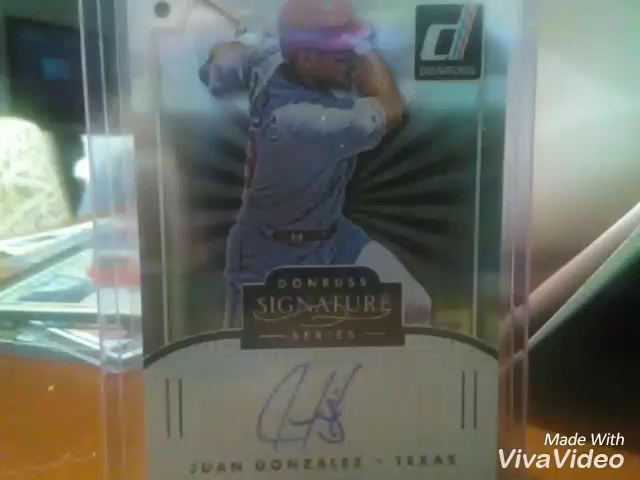 d
DONRUSS
DONRUSS
SIGNATURE
SERIES
JUAN GONZALEZ - TEXAS
Made With
VivaVideo